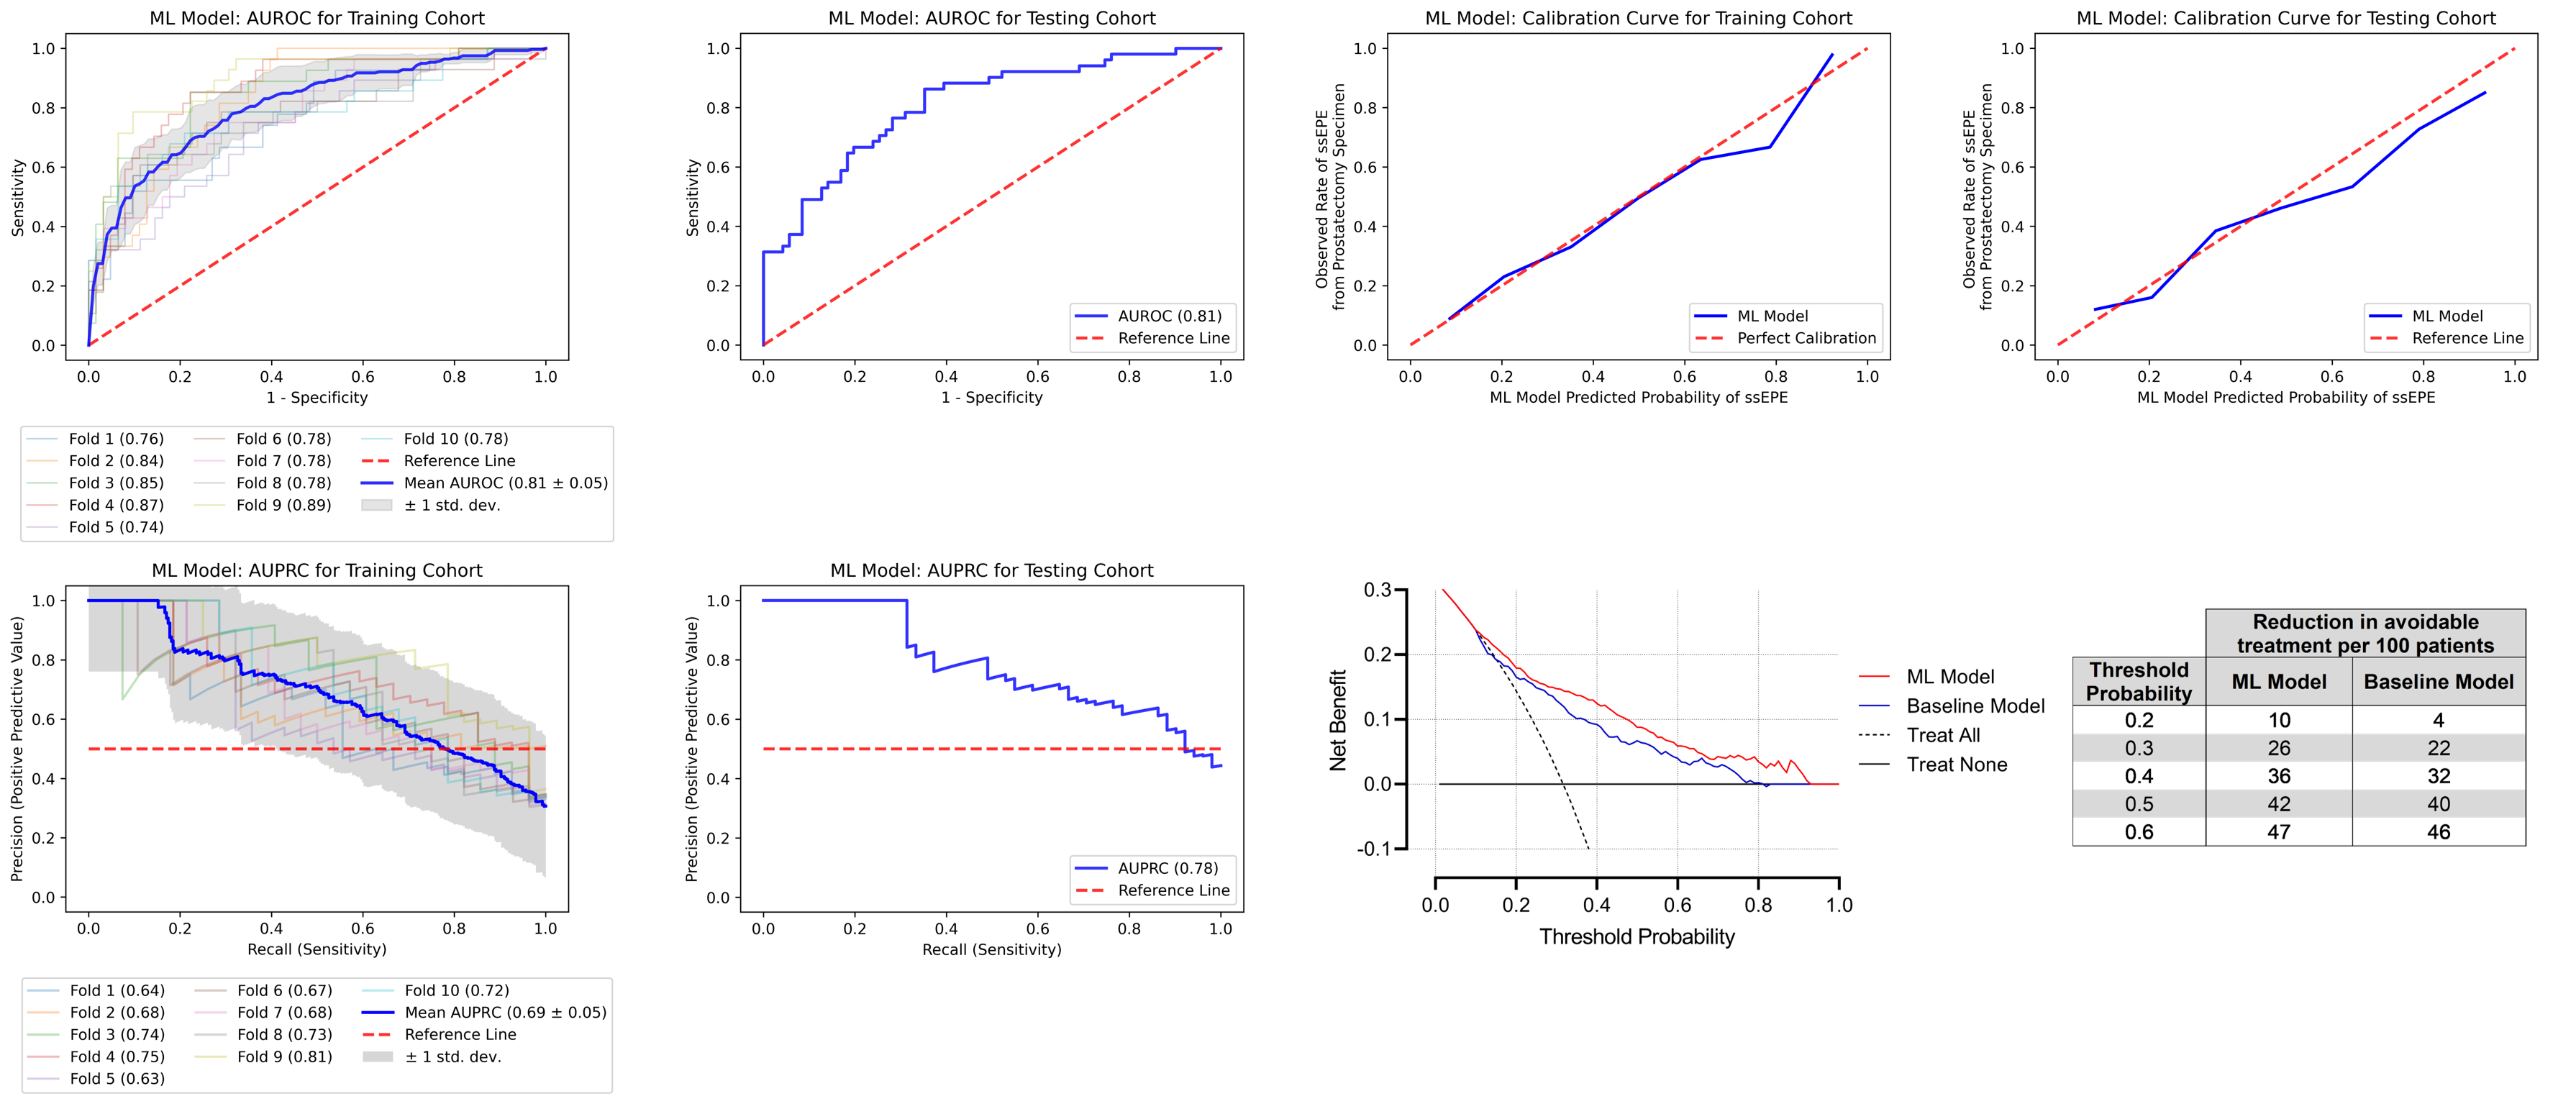 ML Model: AUROC for Training Cohort
Sensitivity
1.0
0.8
0.6
0.4
0.2
0.0
0.0 0.2 0.4 0.6 0.8 1.0
1 - Specificity
Fold 1 (0.76) Fold 6 (0.78) Fold 10 (0.78)
Fold 2 (0.84) Fold 7 (0.78) Reference Line
Fold 3 (0.85) Fold 8 (0.78) Mean AUROC (0.81 ± 0.05)
Fold 4 (0.87) Fold 9 (0.89) ± 1 std. dev.
Fold 5 (0.74)
ML Model: AUROC for Testing Cohort
Sensitivity
1.0
0.8
0.6
0.4
0.2
0.0
AUROC (0.81)
Reference Line
0.0 0.2 0.4 0.6 0.8 1.0
1 - Specificity
ML Model: Calibration Curve for Training Cohort
Observed Rate of ssEPE
from Prostatectomy Specimen
1.0
0.8
0.6
0.4
0.2
0.0
ML Model
Perfect Calibration
0.0 0.2 0.4 0.6 0.8 1.0
ML Model Predicted Probability of ssEPE
ML Model: Calibration Curve for Testing Cohort
Observed Rate of ssEPE
from Prostatectomy Specimen
1.0
0.8
0.6
0.4
0.2
0.0
ML Model
Reference Line
0.0 0.2 0.4 0.6 0.8 1.0
ML Model Predicted Probability of ssEPE
ML Model: AUPRC for Training Cohort
Precision (Positive Predictive Value)
1.0
0.8
0.6
0.4
0.2
0.0
0.0 0.2 0.4 0.6 0.8 1.0
Recall (Sensitivity)
Fold 1 (0.64) Fold 6 (0.67) Fold 10 (0.72)
Fold 2 (0.68) Fold 7 (0.68) Mean AUPRC (0.69 ± 0.05)
Fold 3 (0.74) Fold 8 (0.73) Reference Line
Fold 4 (0.75) Fold 9 (0.81) ± 1 std. dev.
Fold 5 (0.63)
ML Model: AUPRC for Testing Cohort
Precision (Positive Predictive Value)
1.0
0.8
0.6
0.4
0.2
0.0
AUPRC (0.78)
Reference Line
0.0 0.2 0.4 0.6 0.8 1.0
Recall (Sensitivity)
Net Benefit
0.3
0.2
0.1
0.0
-0.1
0.0 0.2 0.4 0.6 0.8 1.0
Threshold Probability
ML Model
Baseline Model
Treat All
Treat None
Reduction in avoidable
treatment per 100 patients
Threshold
Probability ML Model Baseline Model
0.2 10 4
0.3 26 22
0.4 36 32
0.5 42 40
0.6 47 46